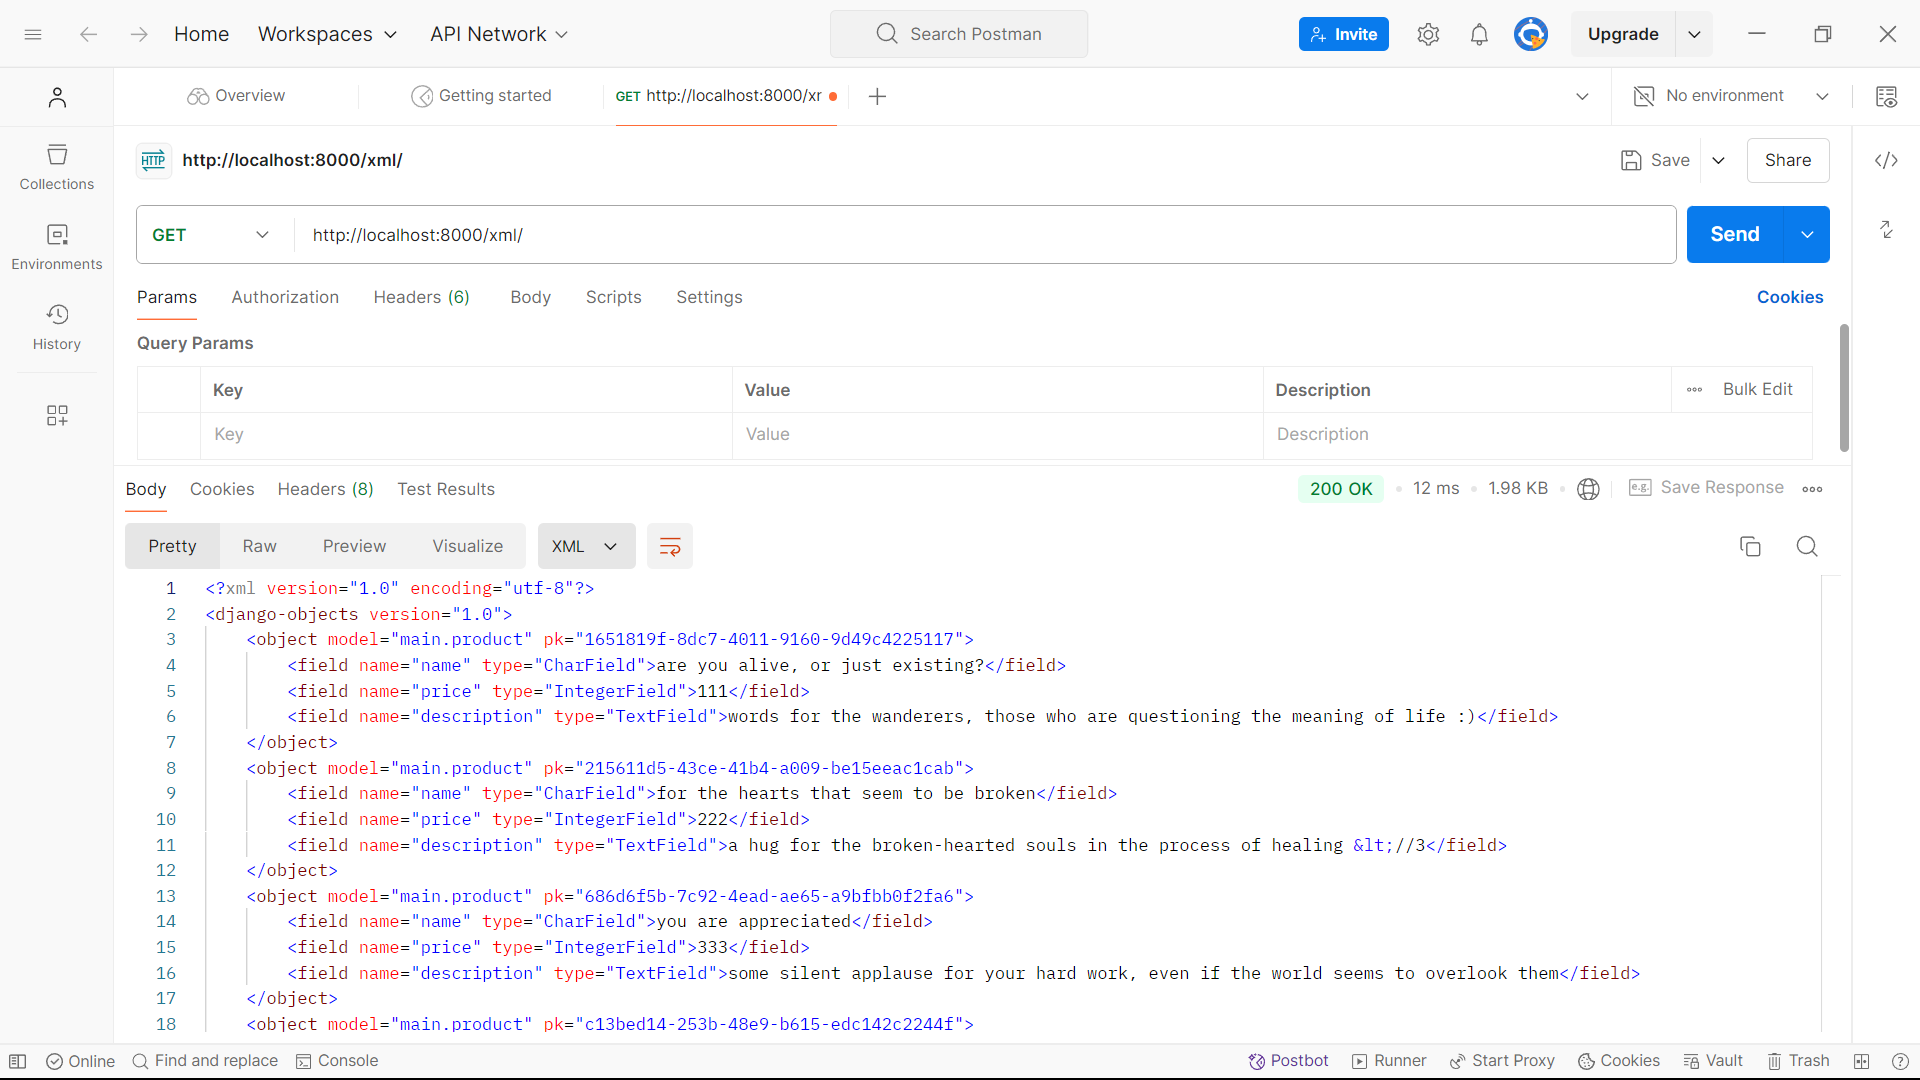 Home Workspaces API Network Search Postman Invite Upgrade
Overview Getting started GET http://localhost:8000/xr No environment
HTTP http://localhost:8000/xml/ Save Share
Collections
Environments
History
GET http://localhost:8000/xml/ Send
Params Authorization Headers (6) Body Scripts Settings Cookies
Query Params
Key Value Description Bulk Edit
Key Value Description
Body Cookies Headers (8) Test Results 200 OK 12 ms 1.98 KB e.g. Save Response
Pretty Raw Preview Visualize XML
1 <?xml version="1.0" encoding="utf-8"?>
2 <django-objects version="1.0">
3 <object model="main.product" pk="1651819f-8dc7-4011-9160-9d49c4225117">
4 <field name="name" type="CharField">are you alive, or just existing?</field>
5 <field name="price" type="IntegerField">111</field>
6 <field name="description" type="TextField">words for the wanderers, those who are questioning the meaning of life :)</field>
7 </object>
8 <object model="main.product" pk="215611d5-43ce-41b4-a009-be15eeac1cab">
9 <field name="name" type="CharField">for the hearts that seem to be broken</field>
10 <field name="price" type="IntegerField">222</field>
11 <field name="description" type="TextField">a hug for the broken-hearted souls in the process of healing &lt;//3</field>
12 </object>
13 <object model="main.product" pk="686d6f5b-7c92-4ead-ae65-a9bfbb0f2fa6">
14 <field name="name" type="CharField">you are appreciated</field>
15 <field name="price" type="IntegerField">333</field>
16 <field name="description" type="TextField">some silent applause for your hard work, even if the world seems to overlook them</field>
17 </object>
18 <object model="main.product" pk="c13bed14-253b-48e9-b615-edc142c2244f">
Online Find and replace Console Postbot Runner Start Proxy Cookies Vault Trash